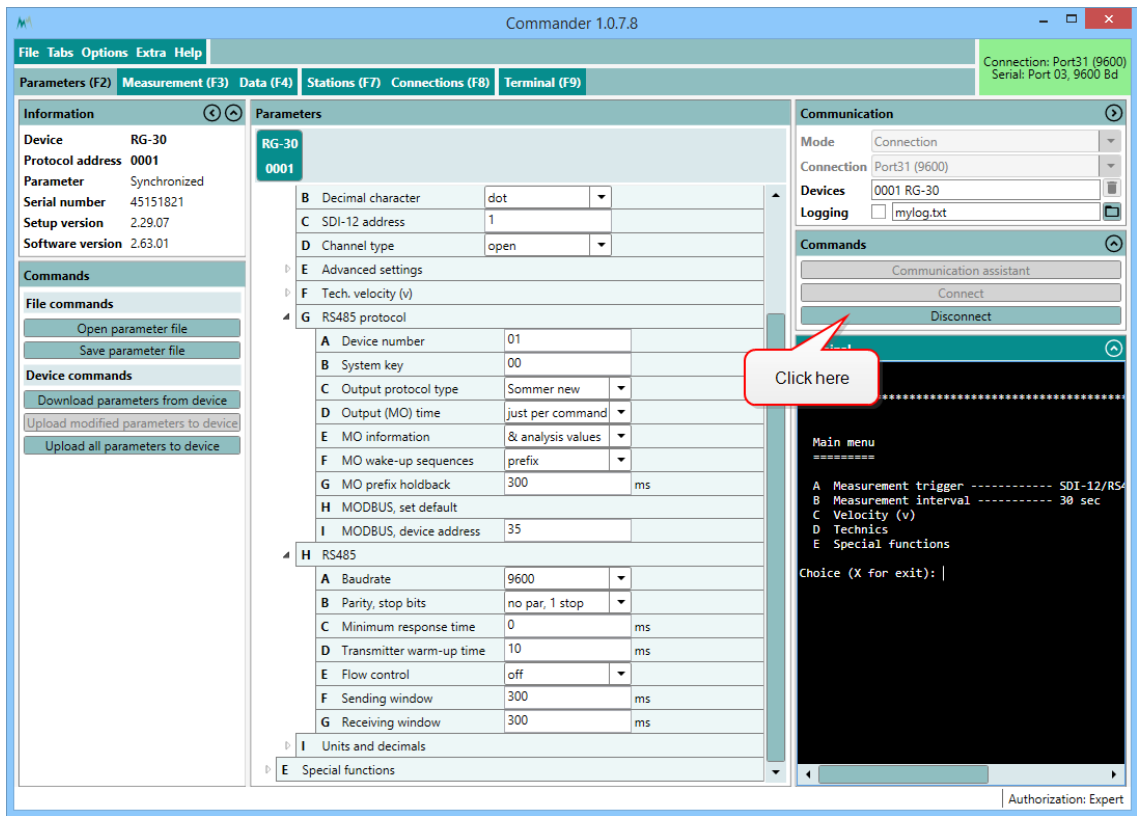 Commander 1.0.7.8
File Tabs Options Extra Help
Connection: Port31 (9600)
Serial: Port 03, 9600 Bd
Parameters (F2) Measurement (F3) Data (F4) Stations (F7) Connections (F8) Terminal (F9)
Information
Device RG-30
Protocol address 0001
Parameter Synchronized
Serial number 45151821
Setup version 2.29.07
Software version 2.63.01
Commands
File commands
Open parameter file
Save parameter file
Device commands
Download parameters from device
Upload modified parameters to device
Upload all parameters to device
Parameters
RG-30
0001
B Decimal character dot
C SDI-12 address 1
D Channel type open
E Advanced settings
F Tech. velocity (v)
G RS485 protocol
A Device number 01
B System key 00
C Output protocol type Sommer new
D Output (MO) time just per command
E MO information & analysis values
F MO wake-up sequences prefix
G MO prefix holdback 300 ms
H MODBUS, set default
I MODBUS, device address 35
H RS485
A Baudrate 9600
B Parity, stop bits no par, 1 stop
C Minimum response time 0 ms
D Transmitter warm-up time 10 ms
E Flow control off
F Sending window 300 ms
G Receiving window 300 ms
I Units and decimals
E Special functions
Communication
Mode Connection
Connection Port31 (9600)
Devices 0001 RG-30
Logging mylog.txt
Commands
Communication assistant
Connect
Disconnect
Click here
Main menu
=========
A Measurement trigger ------------ SDI-12/RS4
B Measurement interval ----------- 30 sec
C Velocity (v)
D Technics
E Special functions
Choice (X for exit):
Authorization: Expert